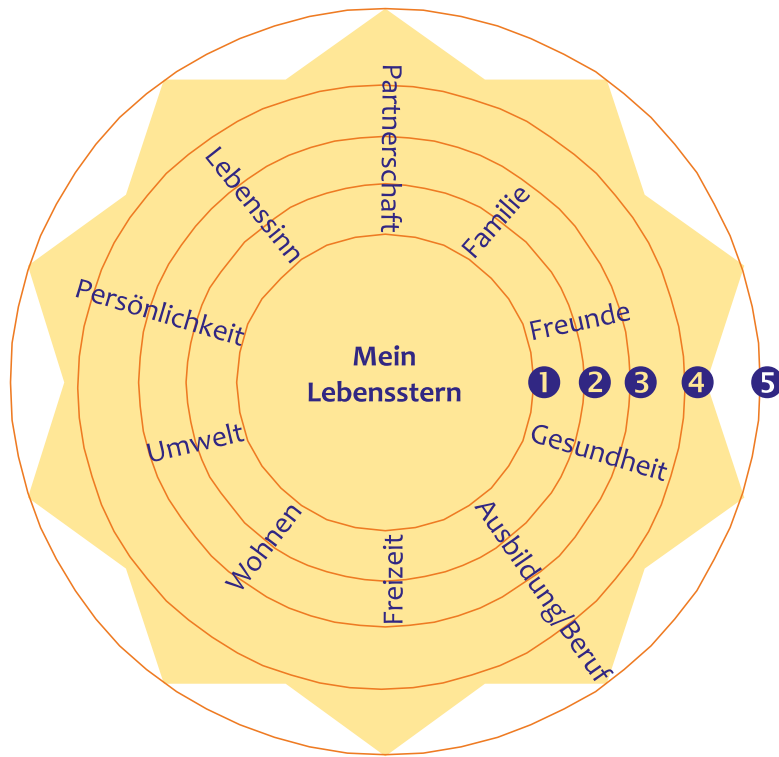 Mein
Lebensstern
Partnerschaft
Familie
Freunde
1 2 3 4 5
Gesundheit
Ausbildung/Beruf
Freizeit
Wohnen
Umwelt
Persönlichkeit
Lebenssinn